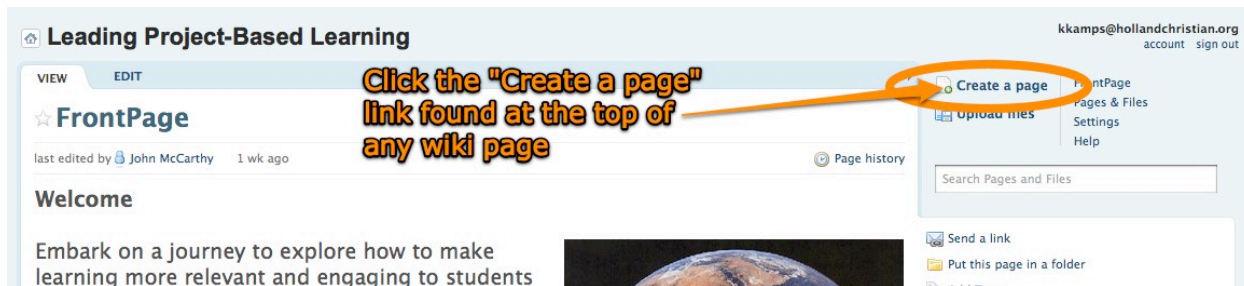 Leading Project-Based Learning
kkamps@hollandchristian.org
account sign out
VIEW EDIT
Click the "Create a page"
link found at the top of
any wiki page
FrontPage
last edited by John McCarthy 1 wk ago
Page history
Welcome
Embark on a journey to explore how to make
learning more relevant and engaging to students
Create a page
Upload files
Pages & Files
Settings
Help
Search Pages and Files
Send a link
Put this page in a folder